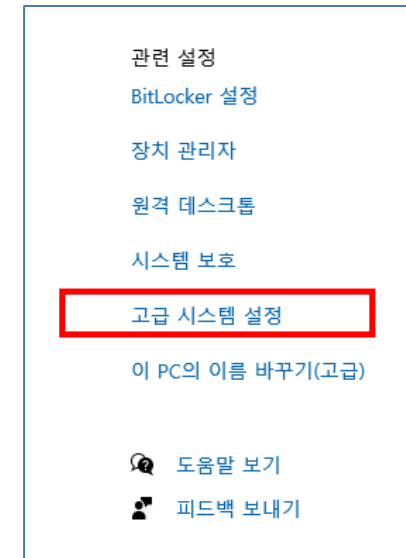 관련 설정
BitLocker 설정
장치 관리자
원격 데스크톱
시스템 보호
고급 시스템 설정
이 PC의 이름 바꾸기(고급)
도움말 보기
피드백 보내기